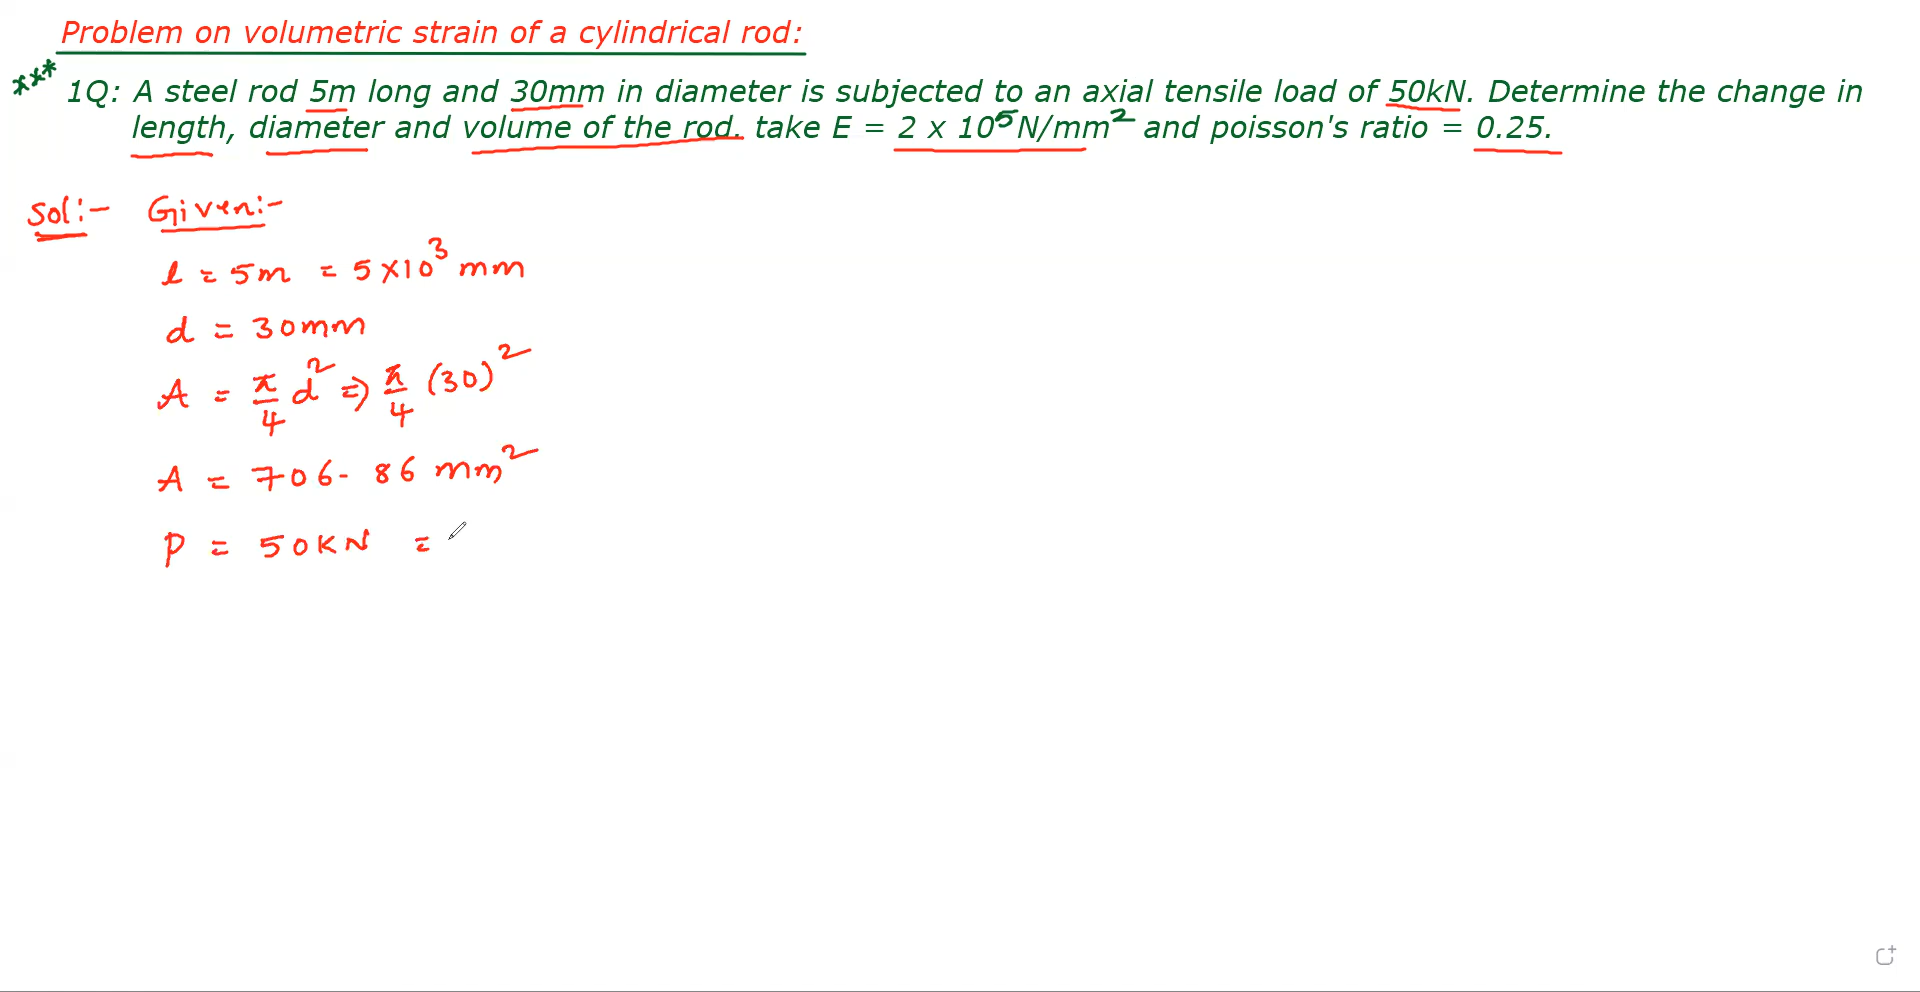 Problem on volumetric strain of a cylindrical rod:
*** 1Q: A steel rod 5m long and 30mm in diameter is subjected to an axial tensile load of 50kN. Determine the change in
length, diameter and volume of the rod. take E = 2 x 10⁵ N/mm² and poisson's ratio = 0.25.
Sol:- Given:-
l = 5m = 5×10³ mm
d = 30mm
A = π/4 d² => π/4 (30)²
A = 706.86 mm²
P = 50KN =